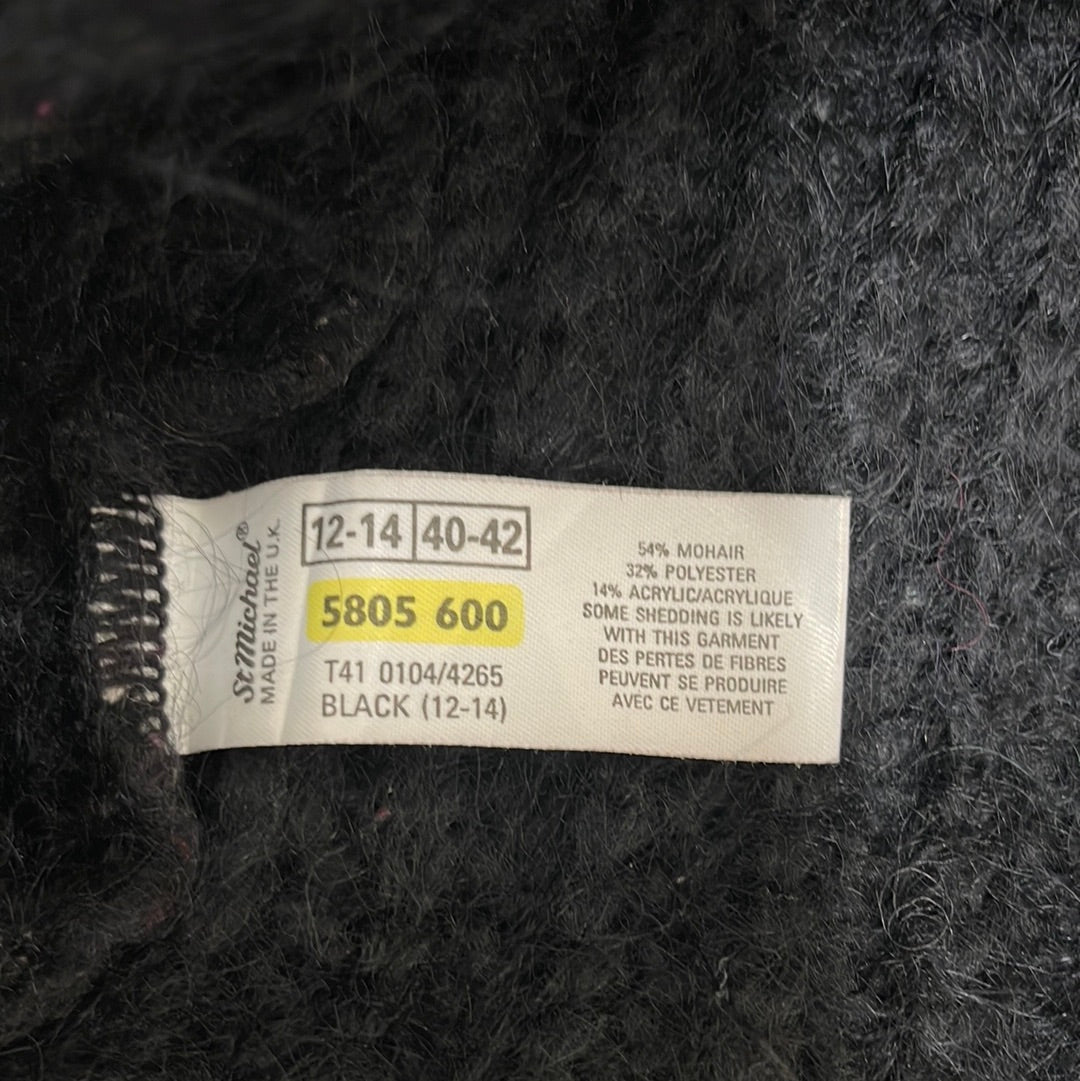 St Michael®
MADE IN THE U.K.
12-14 40-42
5805 600
T41 0104/4265
BLACK (12-14)
54% MOHAIR
32% POLYESTER
14% ACRYLIC/ACRYLIQUE
SOME SHEDDING IS LIKELY
WITH THIS GARMENT
DES PERTES DE FIBRES
PEUVENT SE PRODUIRE
AVEC CE VETEMENT